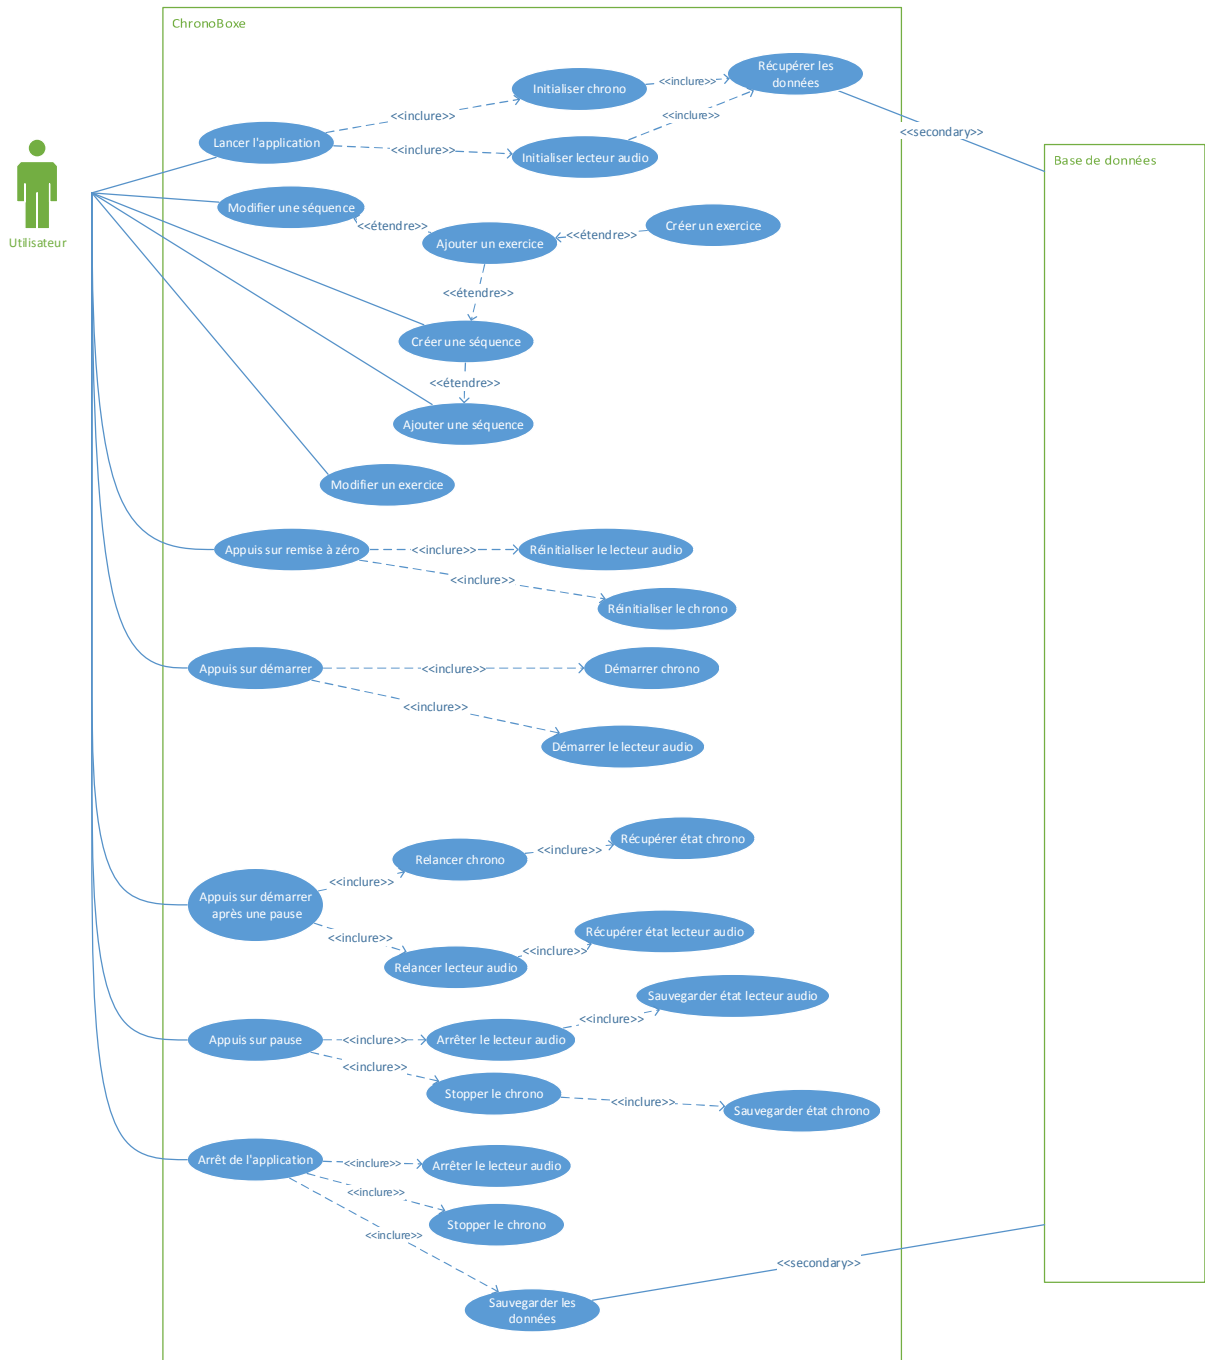 ChronoBoxe
Récupérer les
données
<<inclure>>
Initialiser chrono
<<inclure>>
<<inclure>>
<<secondary>>
Lancer l'application
<<inclure>>
Initialiser lecteur audio
Base de données
Utilisateur
Modifier une séquence
<<étendre>>
Ajouter un exercice
<<étendre>>
Créer un exercice
<<étendre>>
Créer une séquence
<<étendre>>
Ajouter une séquence
Modifier un exercice
Appuis sur remise à zéro
<<inclure>>
Réinitialiser le lecteur audio
<<inclure>>
Réinitialiser le chrono
Appuis sur démarrer
<<inclure>>
Démarrer chrono
<<inclure>>
Démarrer le lecteur audio
Récupérer état chrono
<<inclure>>
Relancer chrono
<<inclure>>
Appuis sur démarrer
après une pause
Récupérer état lecteur audio
<<inclure>>
<<inclure>>
Relancer lecteur audio
Sauvegarder état lecteur audio
<<inclure>>
Appuis sur pause
<<inclure>>
Arrêter le lecteur audio
<<inclure>>
Stopper le chrono
<<inclure>>
Sauvegarder état chrono
Arrêt de l'application
<<inclure>>
Arrêter le lecteur audio
<<inclure>>
Stopper le chrono
<<inclure>>
<<secondary>>
Sauvegarder les
données